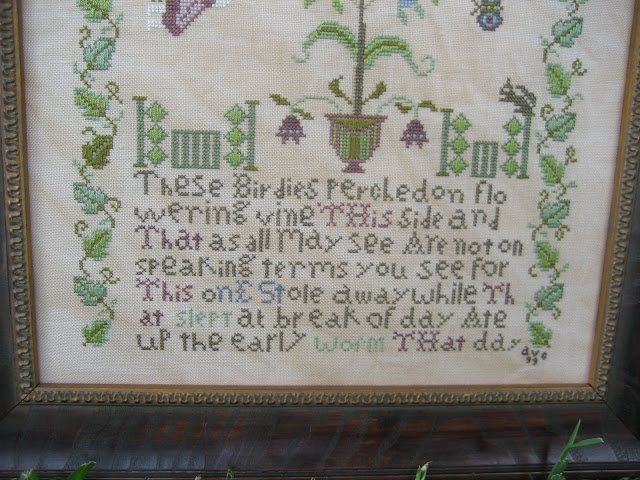 These Birdies perched on flo
wering vine THis side and
That as all May see Are not on
speaking terms you see for
This onE Stole away while Th
at slept at break of day Ate
uP the early worm THat day